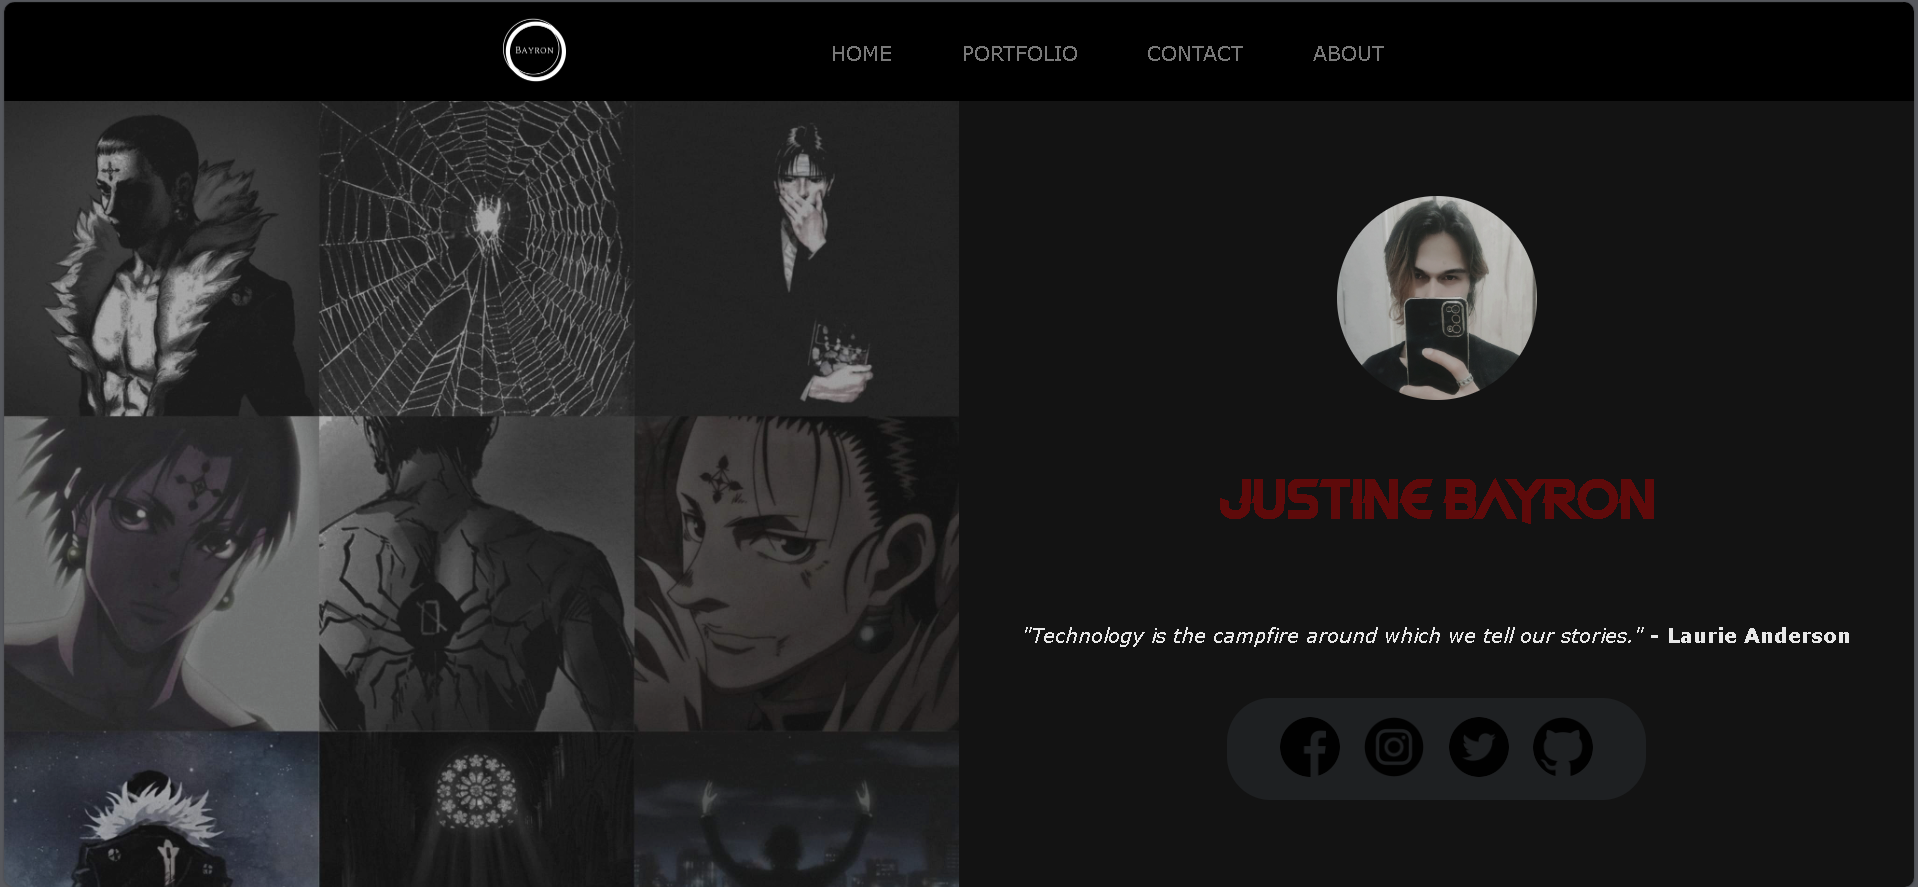 BAYRON
HOME
PORTFOLIO
CONTACT
ABOUT
JUSTINE BAYRON
"Technology is the campfire around which we tell our stories." - Laurie Anderson